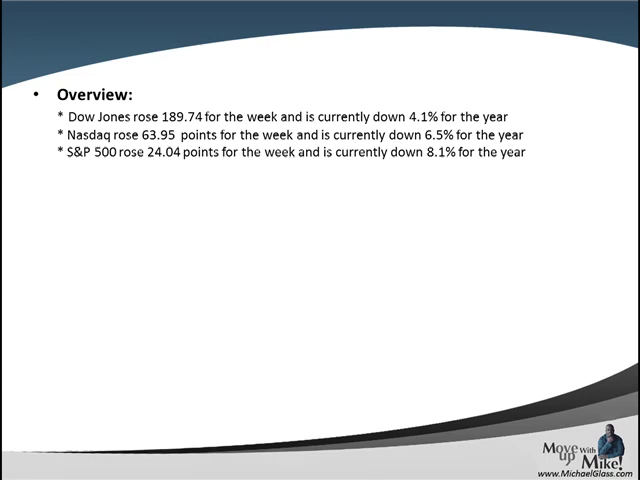 • Overview:
* Dow Jones rose 189.74 for the week and is currently down 4.1% for the year
* Nasdaq rose 63.95 points for the week and is currently down 6.5% for the year
* S&P 500 rose 24.04 points for the week and is currently down 8.1% for the year
Move up With Mike!
www.MichaelGlass.com